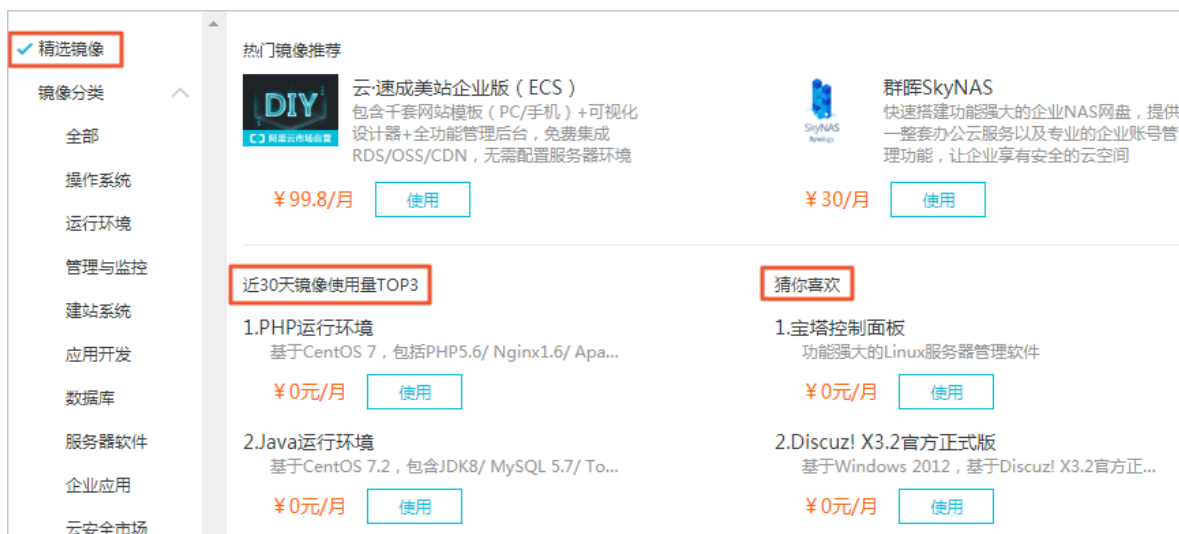 精选镜像
镜像分类
全部
操作系统
运行环境
管理与监控
建站系统
应用开发
数据库
服务器软件
企业应用
云安全市场
热门镜像推荐
DIY
阿里云市场自营
云·速成美站企业版（ECS）
包含千套网站模板（PC/手机）+可视化
设计器+全功能管理后台，免费集成
RDS/OSS/CDN，无需配置服务器环境
¥99.8/月 使用
SkyNAS
Synology
群晖SkyNAS
快速搭建功能强大的企业NAS网盘，提供
一整套办公云服务以及专业的企业账号管
理功能，让企业享有安全的云空间
¥30/月 使用
近30天镜像使用量TOP3
1.PHP运行环境
基于CentOS 7，包括PHP5.6/ Nginx1.6/ Apa...
¥0元/月 使用
2.Java运行环境
基于CentOS 7.2，包含JDK8/ MySQL 5.7/ To...
¥0元/月 使用
猜你喜欢
1.宝塔控制面板
功能强大的Linux服务器管理软件
¥0元/月 使用
2.Discuz! X3.2官方正式版
基于Windows 2012，基于Discuz! X3.2官方正...
¥0元/月 使用